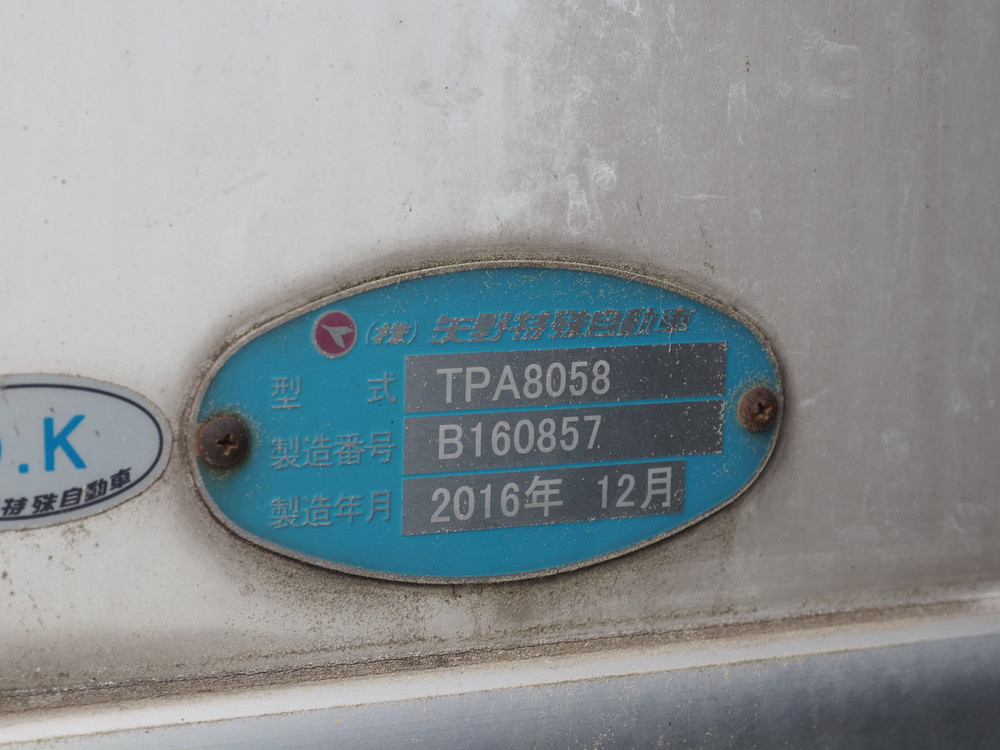 (株) 矢野特殊自動車
型 式 TPA8058
製造番号 B160857
製造年月 2016年 12月
.K
特殊自動車